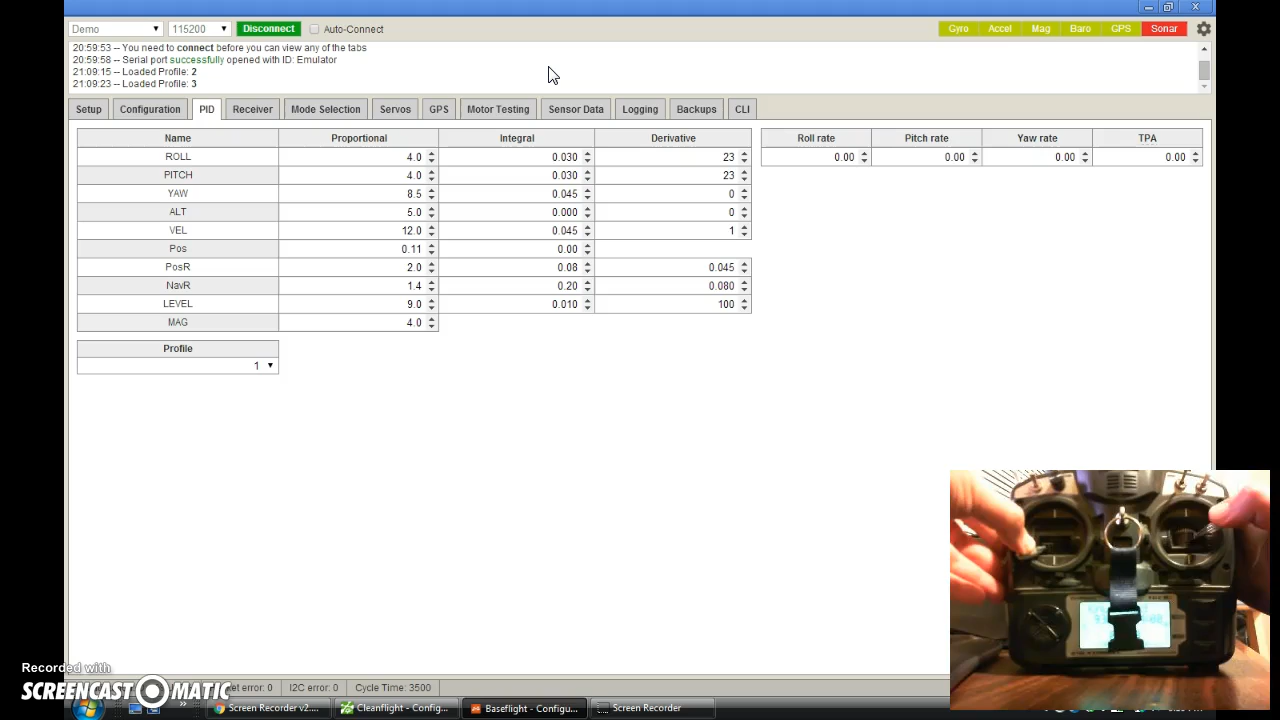 Demo 115200 Disconnect Auto-Connect Gyro Accel Mag Baro GPS Sonar
20:59:53 -- You need to connect before you can view any of the tabs
20:59:58 -- Serial port successfully opened with ID: Emulator
21:09:15 -- Loaded Profile: 2
21:09:23 -- Loaded Profile: 3
Setup Configuration PID Receiver Mode Selection Servos GPS Motor Testing Sensor Data Logging Backups CLI
Name Proportional Integral Derivative Roll rate Pitch rate Yaw rate TPA
ROLL 4.0 0.030 23 0.00 0.00 0.00 0.00
PITCH 4.0 0.030 23
YAW 8.5 0.045 0
ALT 5.0 0.000 0
VEL 12.0 0.045 1
Pos 0.11 0.00
PosR 2.0 0.08 0.045
NavR 1.4 0.20 0.080
LEVEL 9.0 0.010 100
MAG 4.0
Profile
1
Recorded with
SCREENCAST MATIC
et error: 0 I2C error: 0 Cycle Time: 3500
Screen Recorder v2.... Cleanflight - Config... Baseflight - Configu... Screen Recorder